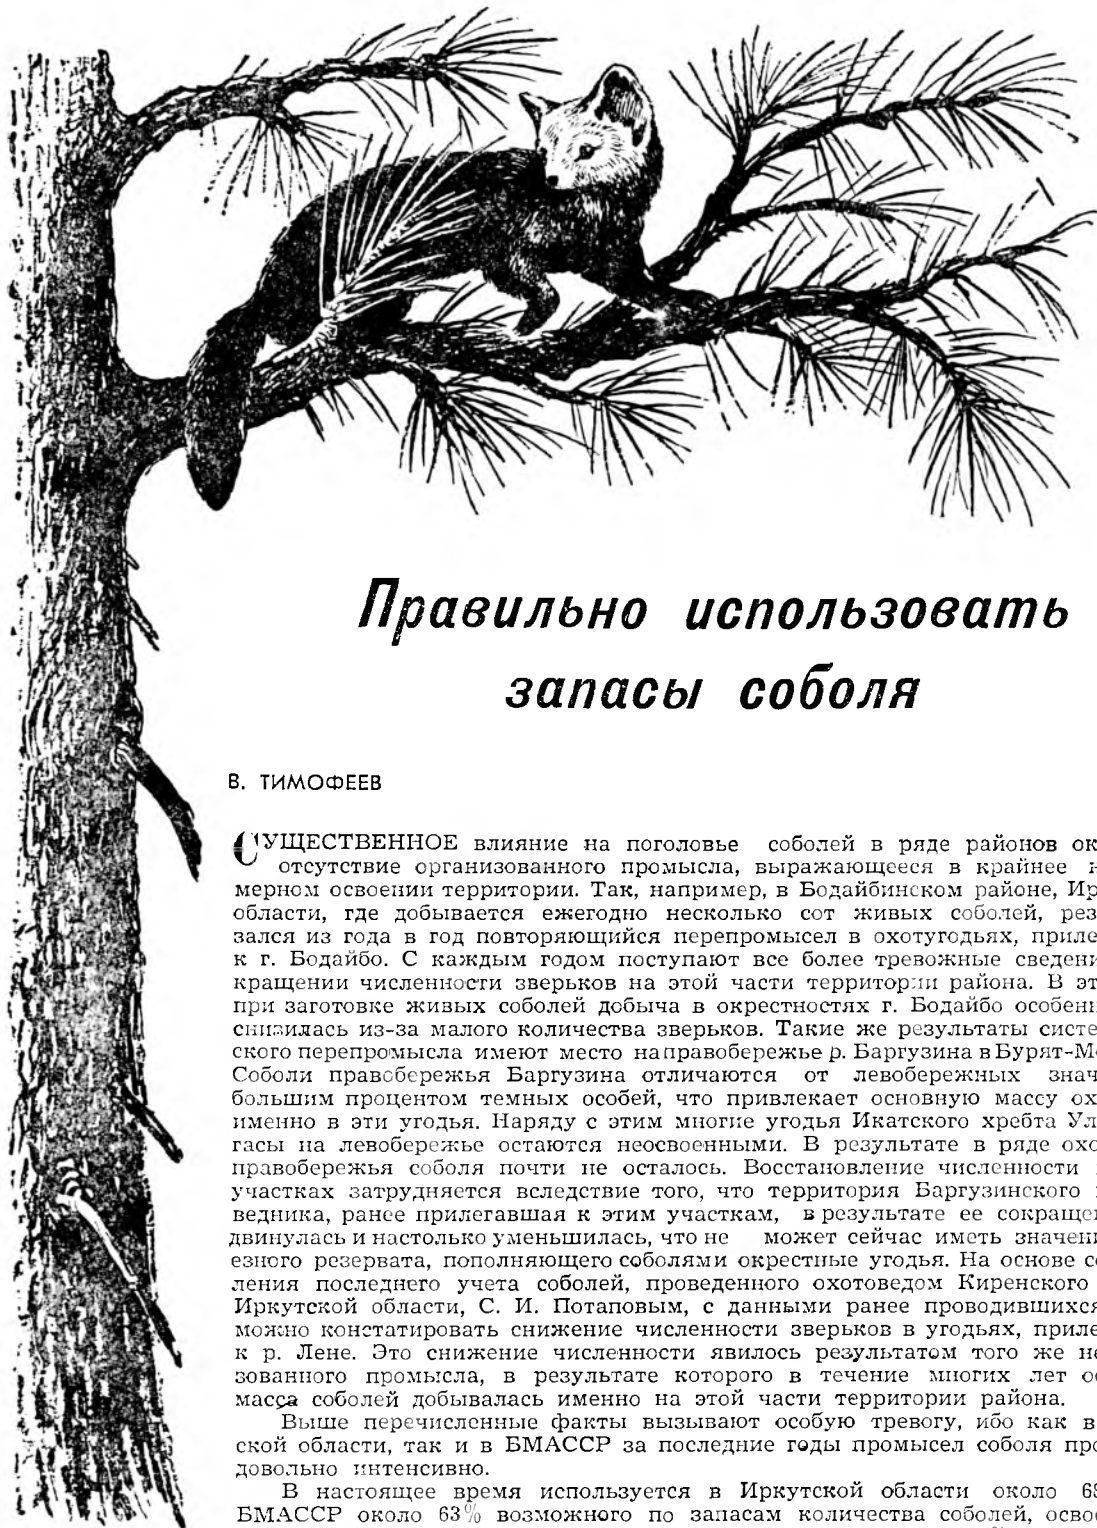 Правильно использовать
запасы соболя
В. ТИМОФЕЕВ
СУЩЕСТВЕННОЕ влияние на поголовье соболей в ряде районов ок
отсутствие организованного промысла, выражающееся в крайнее н
мерном освоении территории. Так, например, в Бодайбинском районе, Ир
области, где добывается ежегодно несколько сот живых соболей, рез
зался из года в год повторяющийся перепромысел в охотугодьях, приле
к г. Бодайбо. С каждым годом поступают все более тревожные сведени
кращении численности зверьков на этой части территории района. В эт
при заготовке живых соболей добыча в окрестностях г. Бодайбо особен
снизилась из-за малого количества зверьков. Такие же результаты систе
ского перепромысла имеют место на правобережье р. Баргузина в Бурят-М
Соболи правобережья Баргузина отличаются от левобережных знач
большим процентом темных особей, что привлекает основную массу ох
именно в эти угодья. Наряду с этим многие угодья Икатского хребта Ул
гасы на левобережье остаются неосвоенными. В результате в ряде охо
правобережья соболя почти не осталось. Восстановление численности
участках затрудняется вследствие того, что территория Баргузинского
ведника, ранее прилегавшая к этим участкам, в результате ее сокраще
двинулась и настолько уменьшилась, что не может сейчас иметь значени
езного резервата, пополняющего соболями окрестные угодья. На основе с
ления последнего учета соболей, проведенного охотоведом Киренского
Иркутской области, С. И. Потаповым, с данными ранее проводившихся
можно констатировать снижение численности зверьков в угодьях, приле
к р. Лене. Это снижение численности явилось результатом того же не
зованного промысла, в результате которого в течение многих лет о
масса соболей добывалась именно на этой части территории района.
Выше перечисленные факты вызывают особую тревогу, ибо как в
ской области, так и в БМАССР за последние годы промысел соболя про
довольно интенсивно.
В настоящее время используется в Иркутской области около 6
БМАССР около 63% возможного по запасам количества соболей, осво